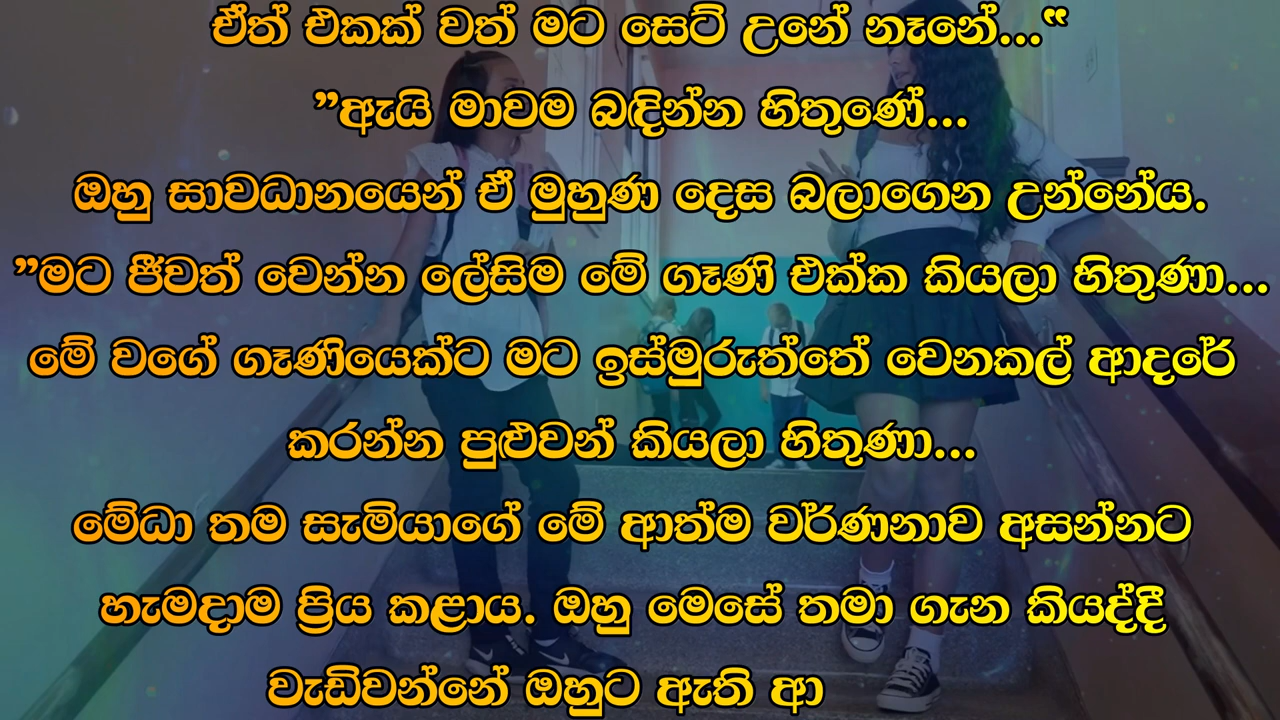 ඒත් එකක් වත් මට සෙට් උනේ නෑනේ...“
”ඇයි මාවම බඳින්න හිතුණේ...
ඔහු සාවධානයෙන් ඒ මුහුණ දෙස බලාගෙන උන්නේය.
”මට ජීවත් වෙන්න ලේසිම මේ ගෑණි එක්ක කියලා හිතුණා...
මේ වගේ ගෑණියෙක්ට මට ඉස්මුරුත්තේ වෙනකල් ආදරේ
කරන්න පුළුවන් කියලා හිතුණා...
මේධා තම සැමියාගේ මේ ආත්ම වර්ණනාව අසන්නට
හැමදාම ප්‍රිය කළාය. ඔහු මෙසේ තමා ගැන කියද්දී
වැඩිවන්නේ ඔහුට ඇති ආ